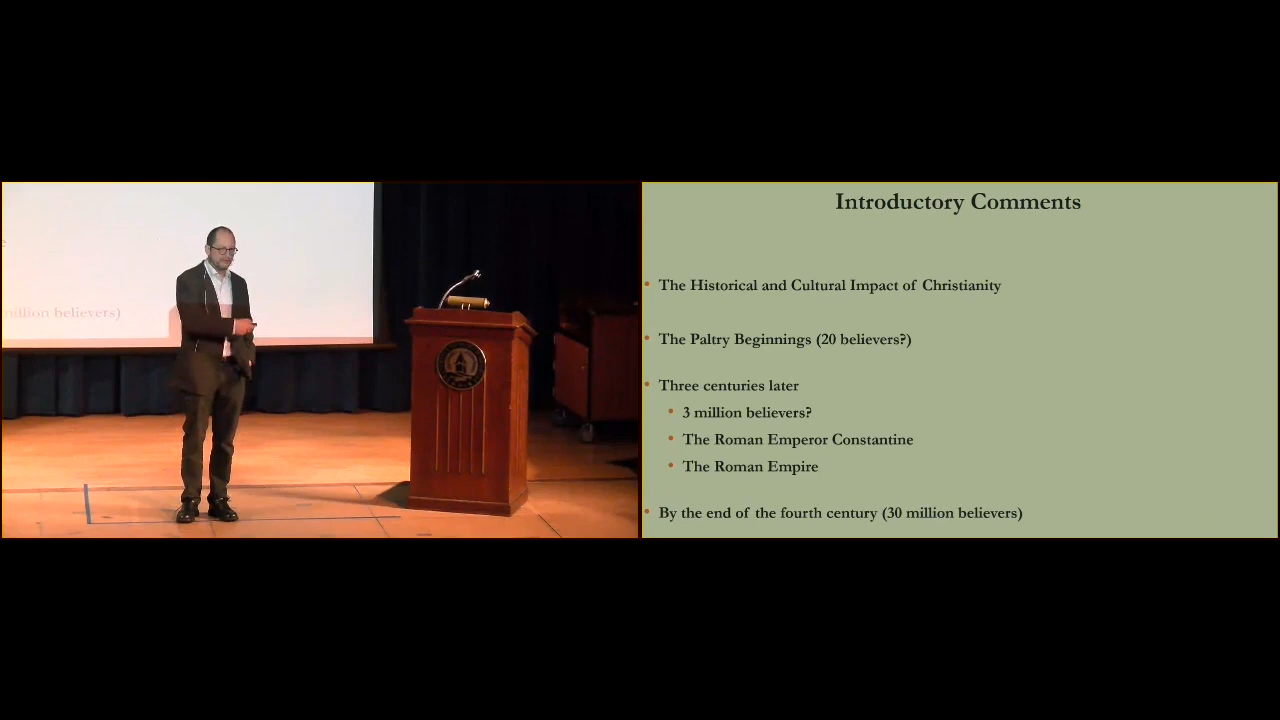 e
million believers)
Introductory Comments
The Historical and Cultural Impact of Christianity
The Paltry Beginnings (20 believers?)
Three centuries later
3 million believers?
The Roman Emperor Constantine
The Roman Empire
By the end of the fourth century (30 million believers)